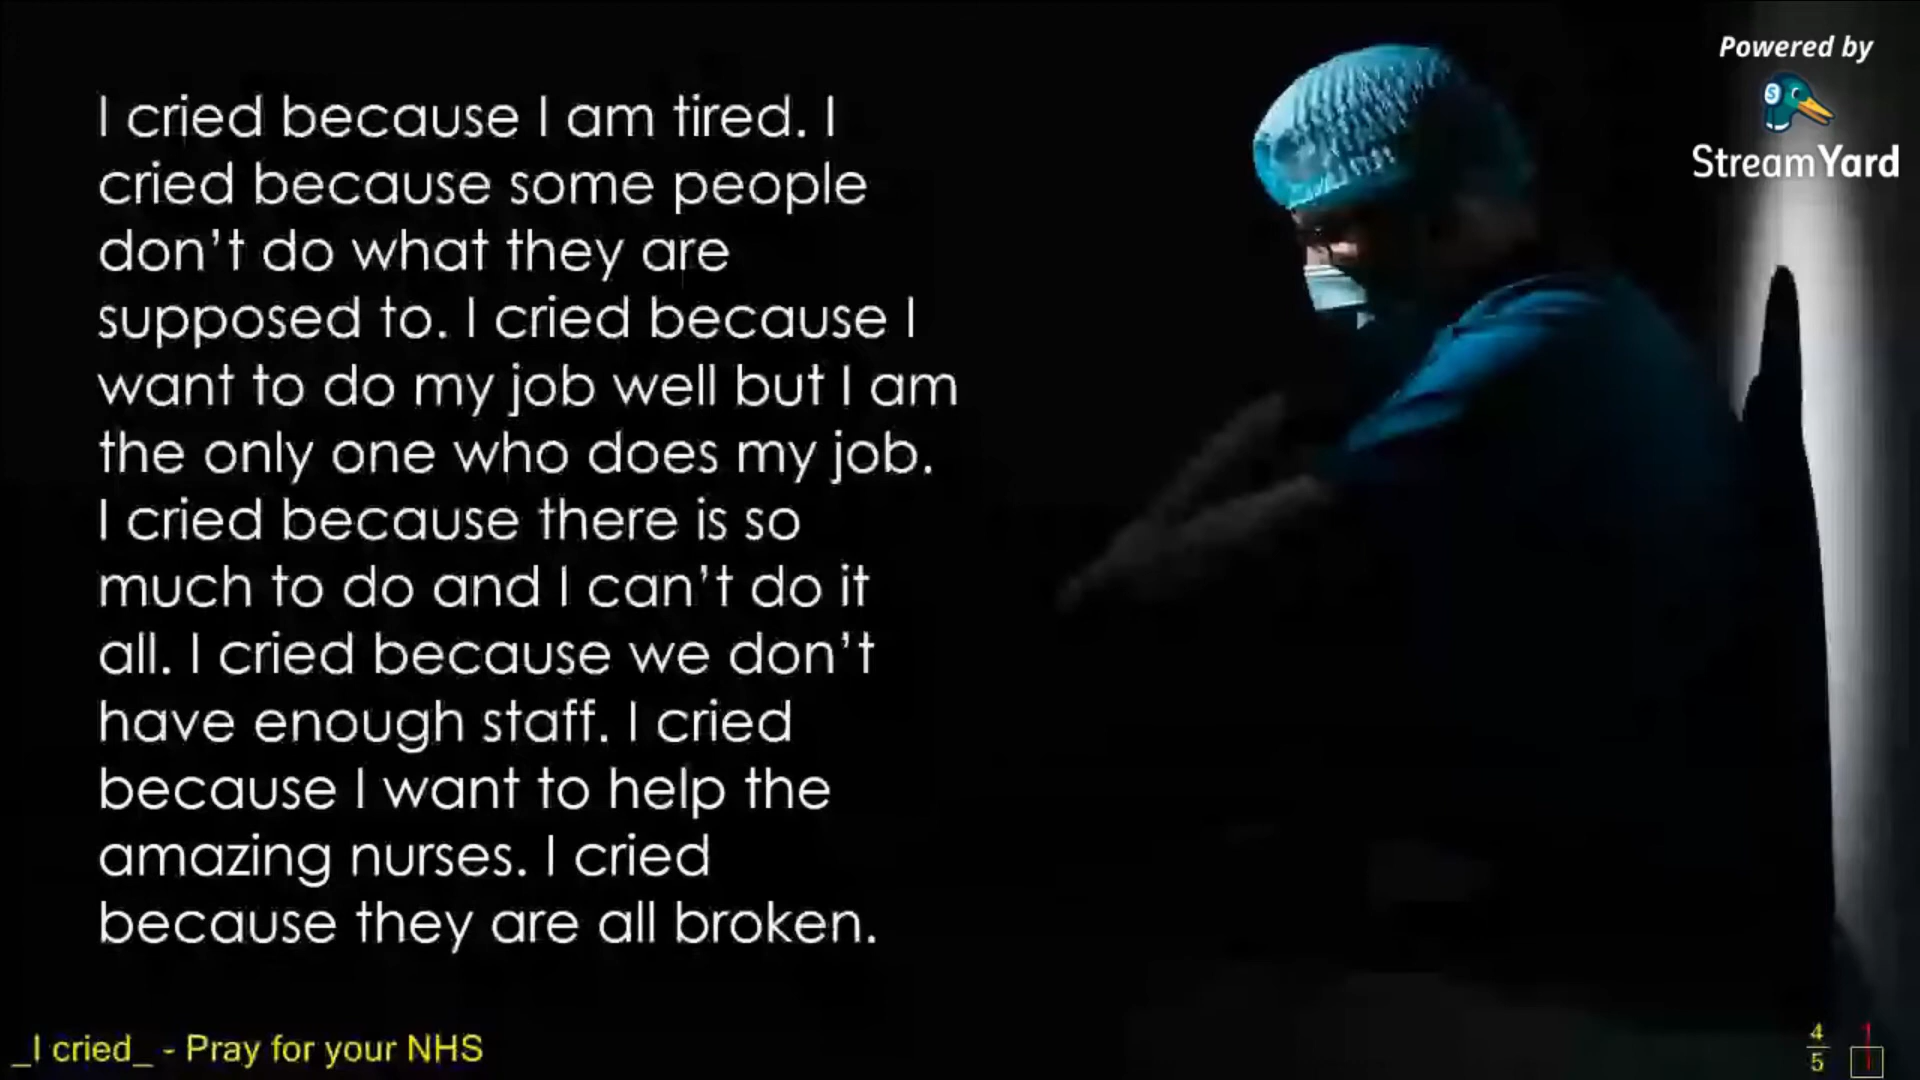 I cried because I am tired. I
cried because some people
don’t do what they are
supposed to. I cried because I
want to do my job well but I am
the only one who does my job.
I cried because there is so
much to do and I can’t do it
all. I cried because we don’t
have enough staff. I cried
because I want to help the
amazing nurses. I cried
because they are all broken.
Powered by
S
StreamYard
_I cried_ - Pray for your NHS
4
5
1
1